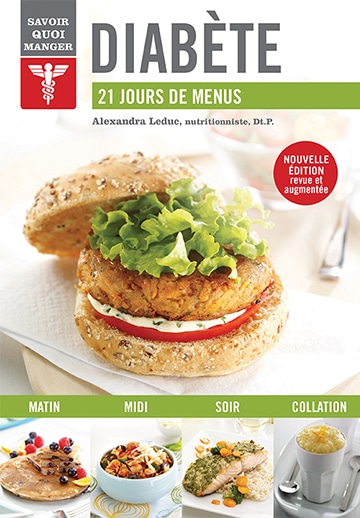 SAVOIR
QUOI
MANGER
DIABÈTE
21 JOURS DE MENUS
Alexandra Leduc, nutritionniste, Dt.P.
NOUVELLE
ÉDITION
revue et
augmentée
MATIN
MIDI
SOIR
COLLATION